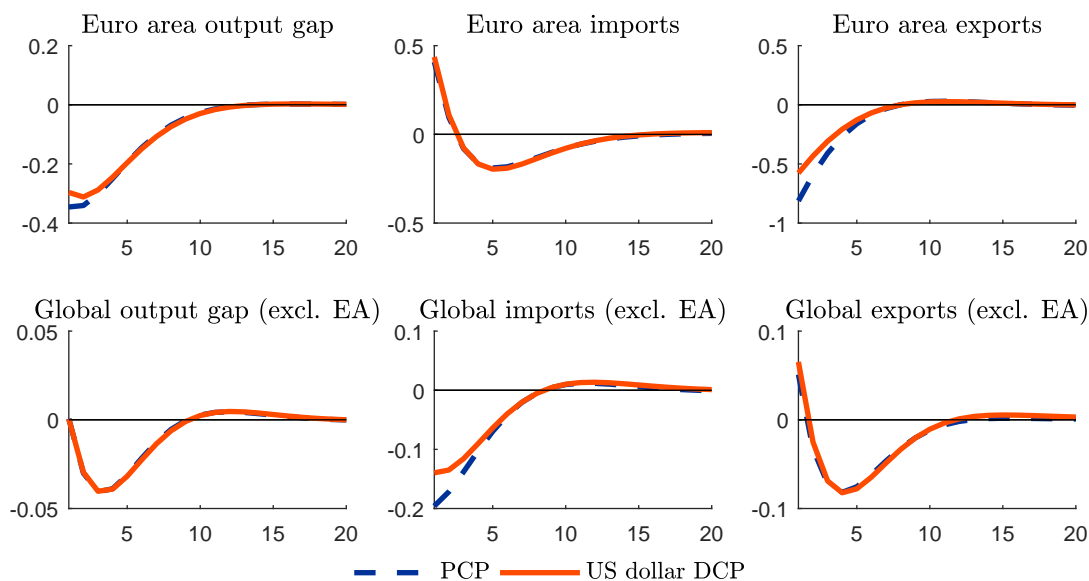 Euro area output gap
0.2
0
-0.2
-0.4
5 10 15 20
Euro area imports
0.5
0
-0.5
5 10 15 20
Euro area exports
0.5
0
-0.5
-1
5 10 15 20
Global output gap (excl. EA)
0.05
0
-0.05
5 10 15 20
Global imports (excl. EA)
0.1
0
-0.1
-0.2
5 10 15 20
Global exports (excl. EA)
0.1
0
-0.1
5 10 15 20
PCP US dollar DCP